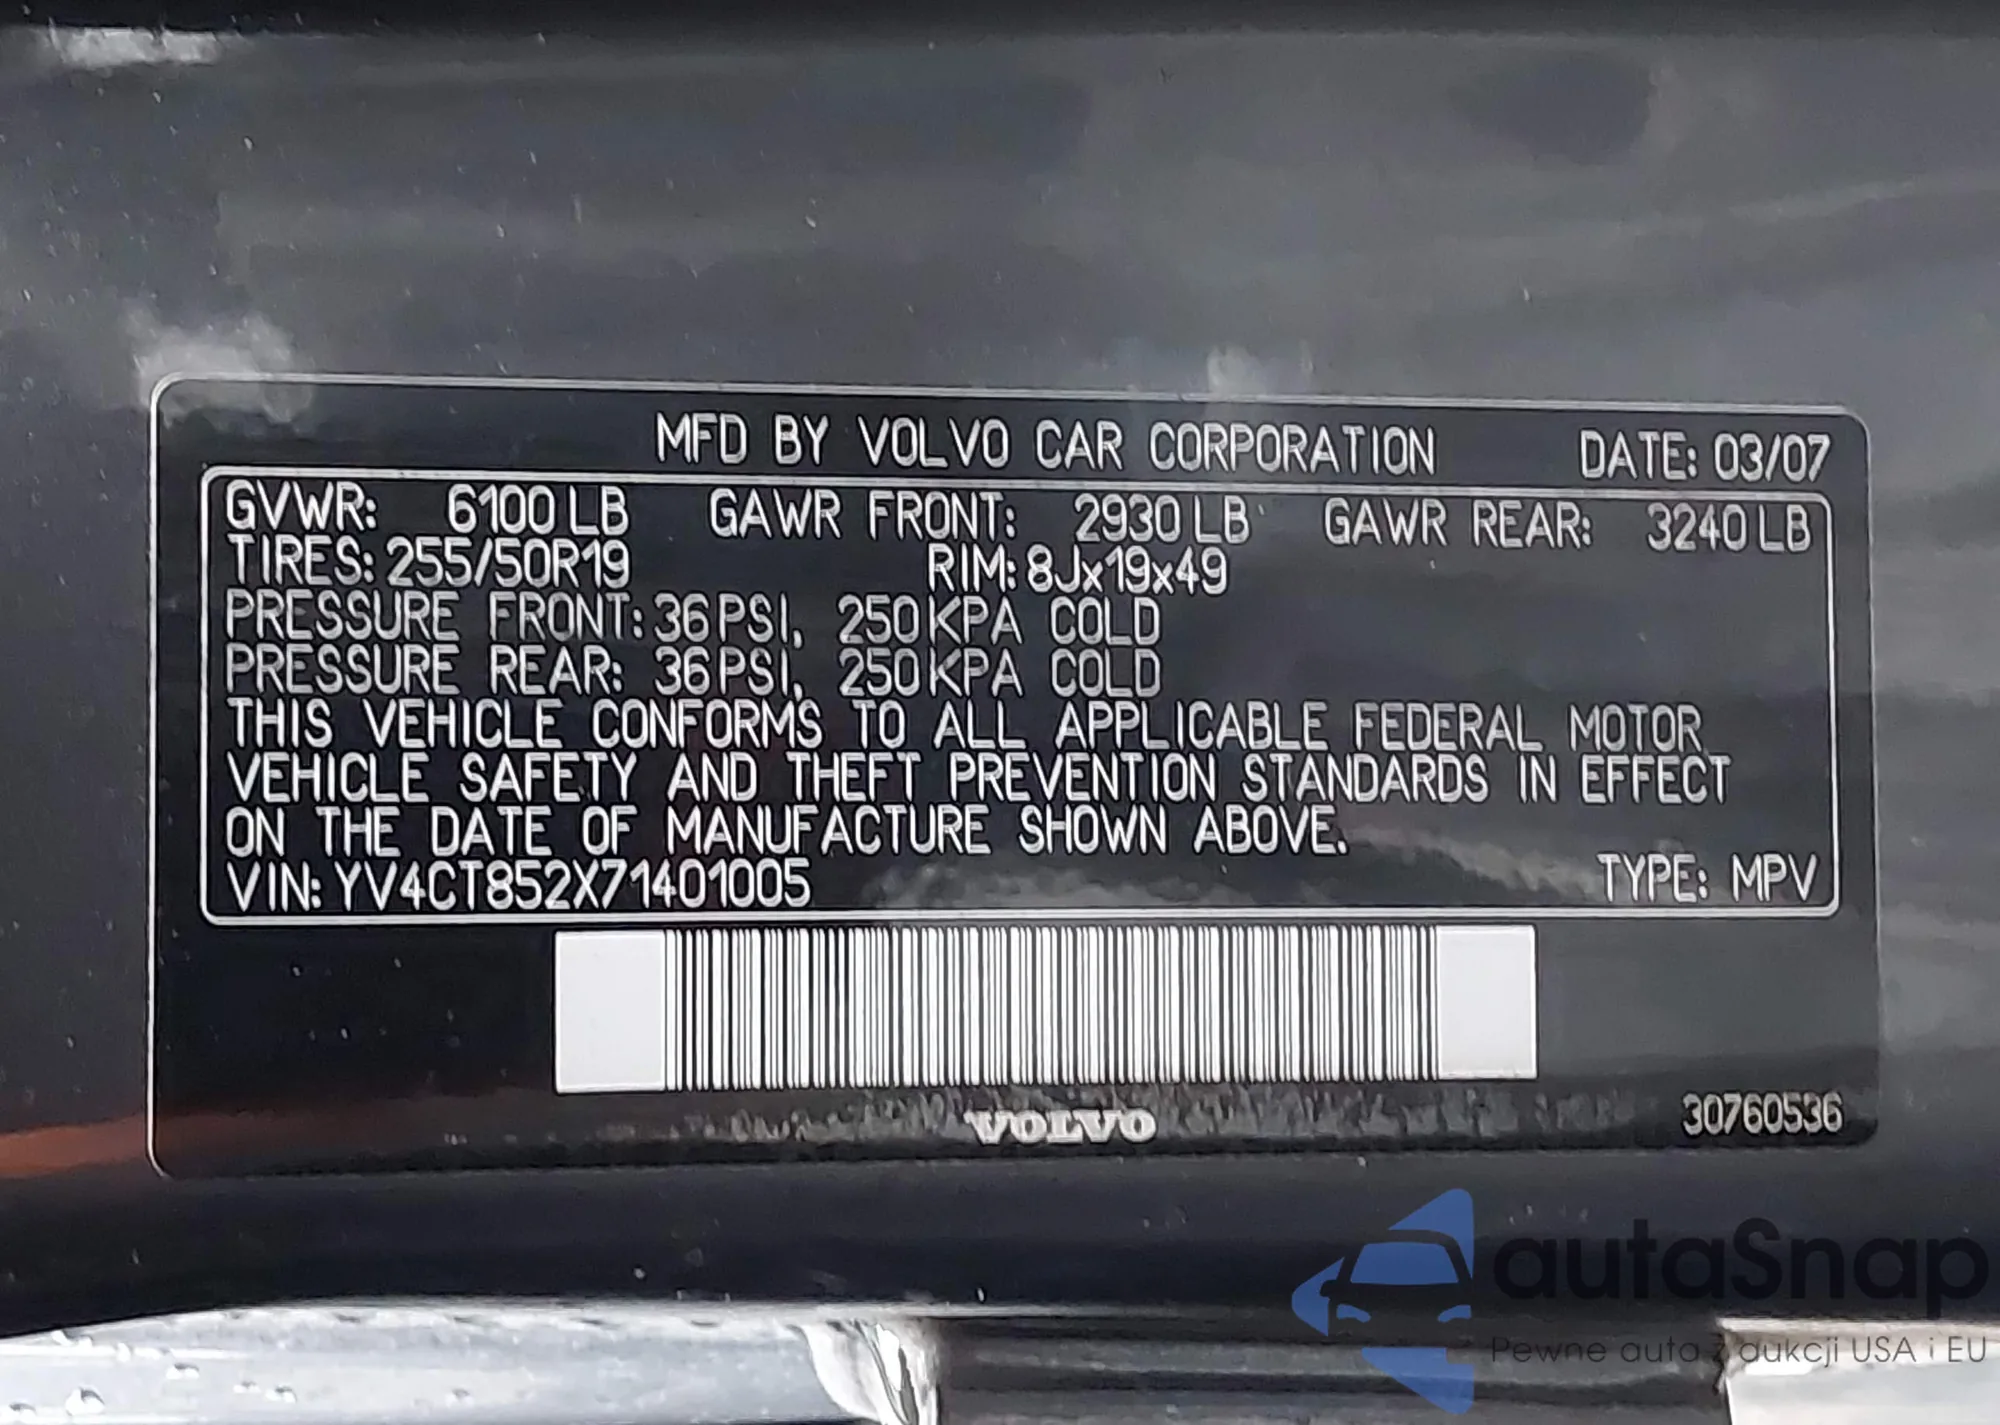 MFD BY VOLVO CAR CORPORATION DATE: 03/07
GVWR: 6100 LB GAWR FRONT: 2930 LB GAWR REAR: 3240 LB
TIRES: 255/50R19 RIM: 8Jx19x49
PRESSURE FRONT: 36 PSI, 250 KPA COLD
PRESSURE REAR: 36 PSI, 250 KPA COLD
THIS VEHICLE CONFORMS TO ALL APPLICABLE FEDERAL MOTOR
VEHICLE SAFETY AND THEFT PREVENTION STANDARDS IN EFFECT
ON THE DATE OF MANUFACTURE SHOWN ABOVE.
VIN: YV4CT852X71401005 TYPE: MPV
VOLVO 30760536
autaSnap
Pewne auta z aukcji USA i EU